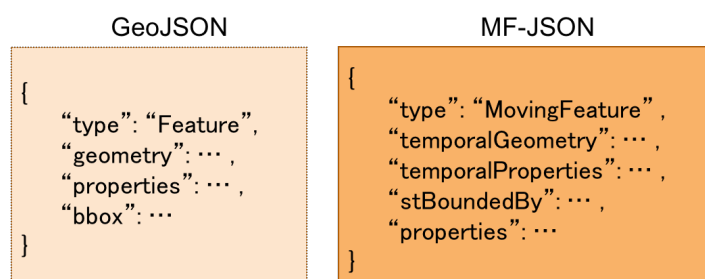 GeoJSON
{
“type”: “Feature”,
“geometry”: ⋯ ,
“properties”: ⋯ ,
“bbox”: ⋯
}
MF-JSON
{
“type”: “MovingFeature” ,
“temporalGeometry”: ⋯ ,
“temporalProperties”: ⋯ ,
“stBoundedBy”: ⋯ ,
“properties”: ⋯
}